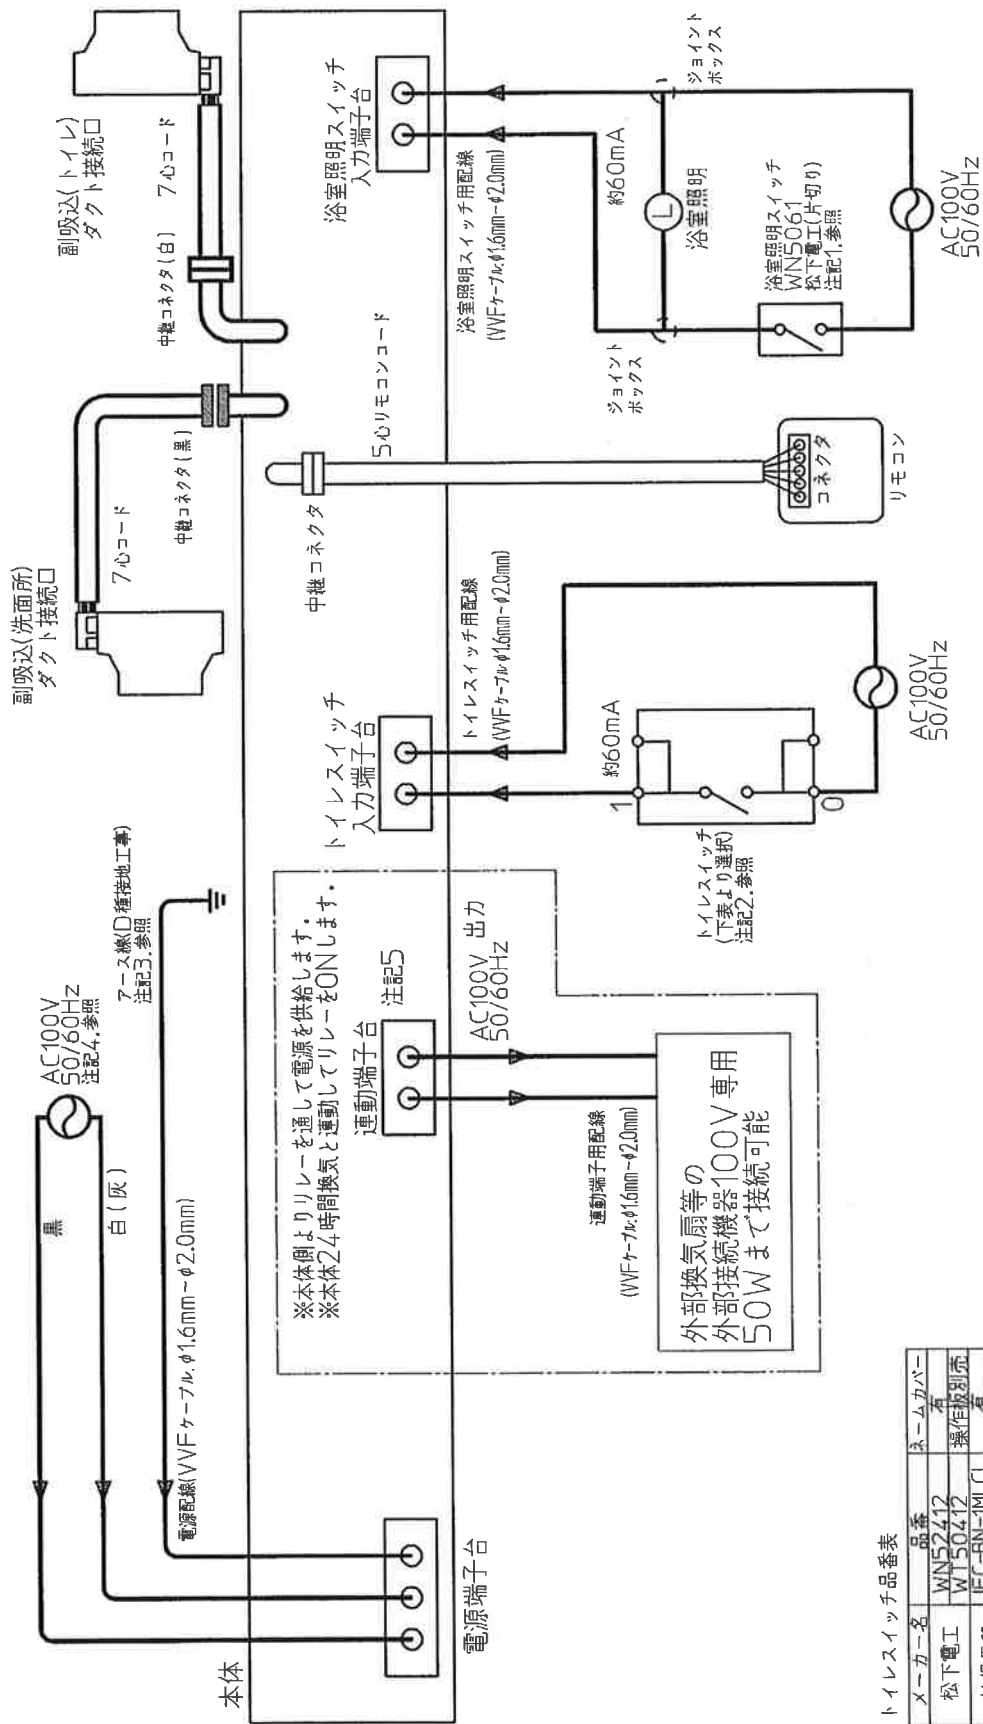 副吸込(洗面所)
ダクト接続口
7心コード
中継コネクタ(黒)
副吸込(トイレ)
ダクト接続口
中継コネクタ(白)
7心コード
AC100V
50/60Hz
注記4.参照
黒
白(灰)
アース線(D種接地工事)
注記3.参照
電源配線(VVFケーブル.φ1.6mm~φ2.0mm)
本体
電源端子台
※本体側よりリレーを通して電源を供給します.
※本体24時間換気と連動してリレーをONします.
連動端子台
注記5
AC100V 出力
50/60Hz
連動端子用配線
(VVFケーブル.φ1.6mm~φ2.0mm)
外部換気扇等の
外部接続機器100V専用
50Wまで接続可能
トイレスイッチ
入力端子台
トイレスイッチ用配線
(VVFケーブル.φ1.6mm~φ2.0mm)
約60mA
1
0
トイレスイッチ
(下表より選択)
注記2.参照
AC100V
50/60Hz
中継コネクタ
5心リモコンコード
コネクタ
リモコン
浴室照明スイッチ
入力端子台
浴室照明スイッチ用配線
(VVFケーブル.φ1.6mm~φ2.0mm)
約60mA
ジョイント
ボックス
ジョイント
ボックス
L
浴室照明
浴室照明スイッチ
WN5061
松下電工(片切り)
注記1.参照
AC100V
50/60Hz
トイレスイッチ品番表
メーカー名 品番 ネームカバー
松下電工 WN52412 有
WT50412 操作板別売